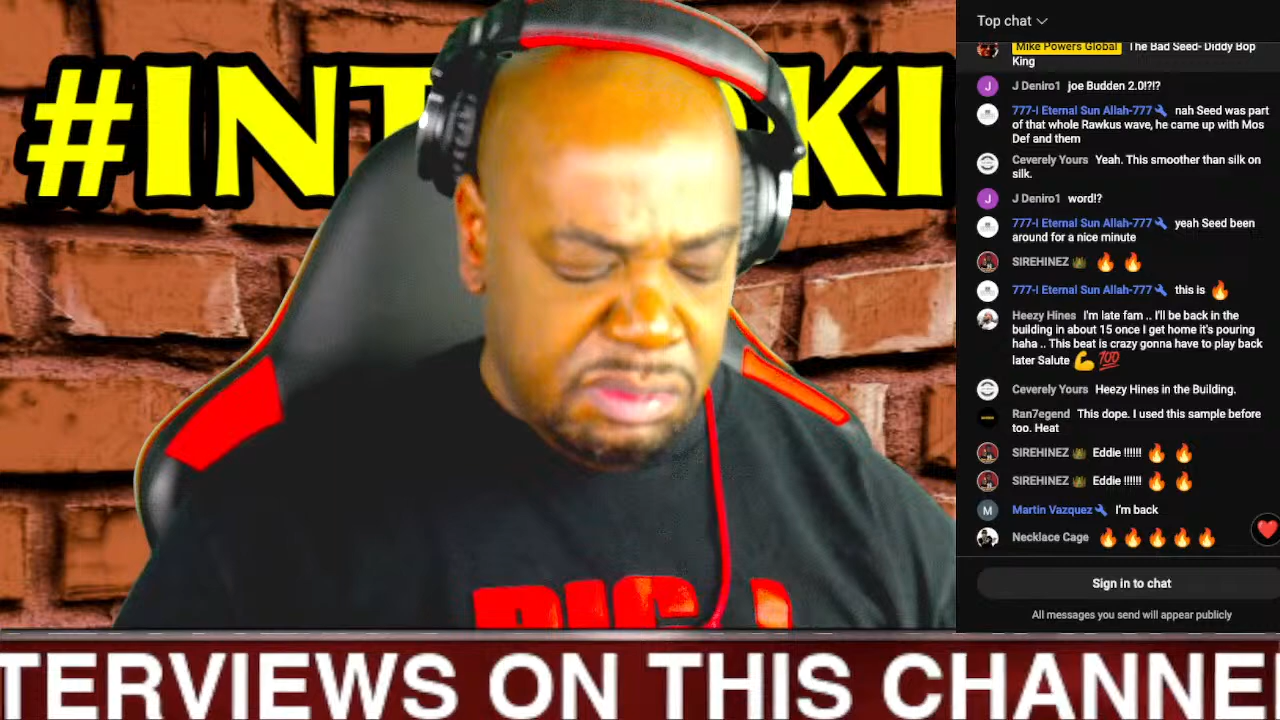 #INT KI
Top chat
Mike Powers Global The Bad Seed- Diddy Bop
King
J Deniro1 joe Budden 2.0!?!?
777-I Eternal Sun Allah-777 nah Seed was part
of that whole Rawkus wave, he came up with Mos
Def and them
Ceverely Yours Yeah. This smoother than silk on
silk.
J Deniro1 word!?
777-I Eternal Sun Allah-777 yeah Seed been
around for a nice minute
SIREHINEZ 🔥 🔥
777-I Eternal Sun Allah-777 this is 🔥
Heezy Hines I'm late fam .. I'll be back in the
building in about 15 once I get home it's pouring
haha .. This beat is crazy gonna have to play back
later Salute 💪 💯
Ceverely Yours Heezy Hines in the Building.
Ran7egend This dope. I used this sample before
too. Heat
SIREHINEZ Eddie !!!!!! 🔥 🔥
SIREHINEZ Eddie !!!!!! 🔥 🔥
Martin Vazquez I'm back
Necklace Cage 🔥 🔥 🔥 🔥 🔥
Sign in to chat
All messages you send will appear publicly
TERVIEWS ON THIS CHANNE